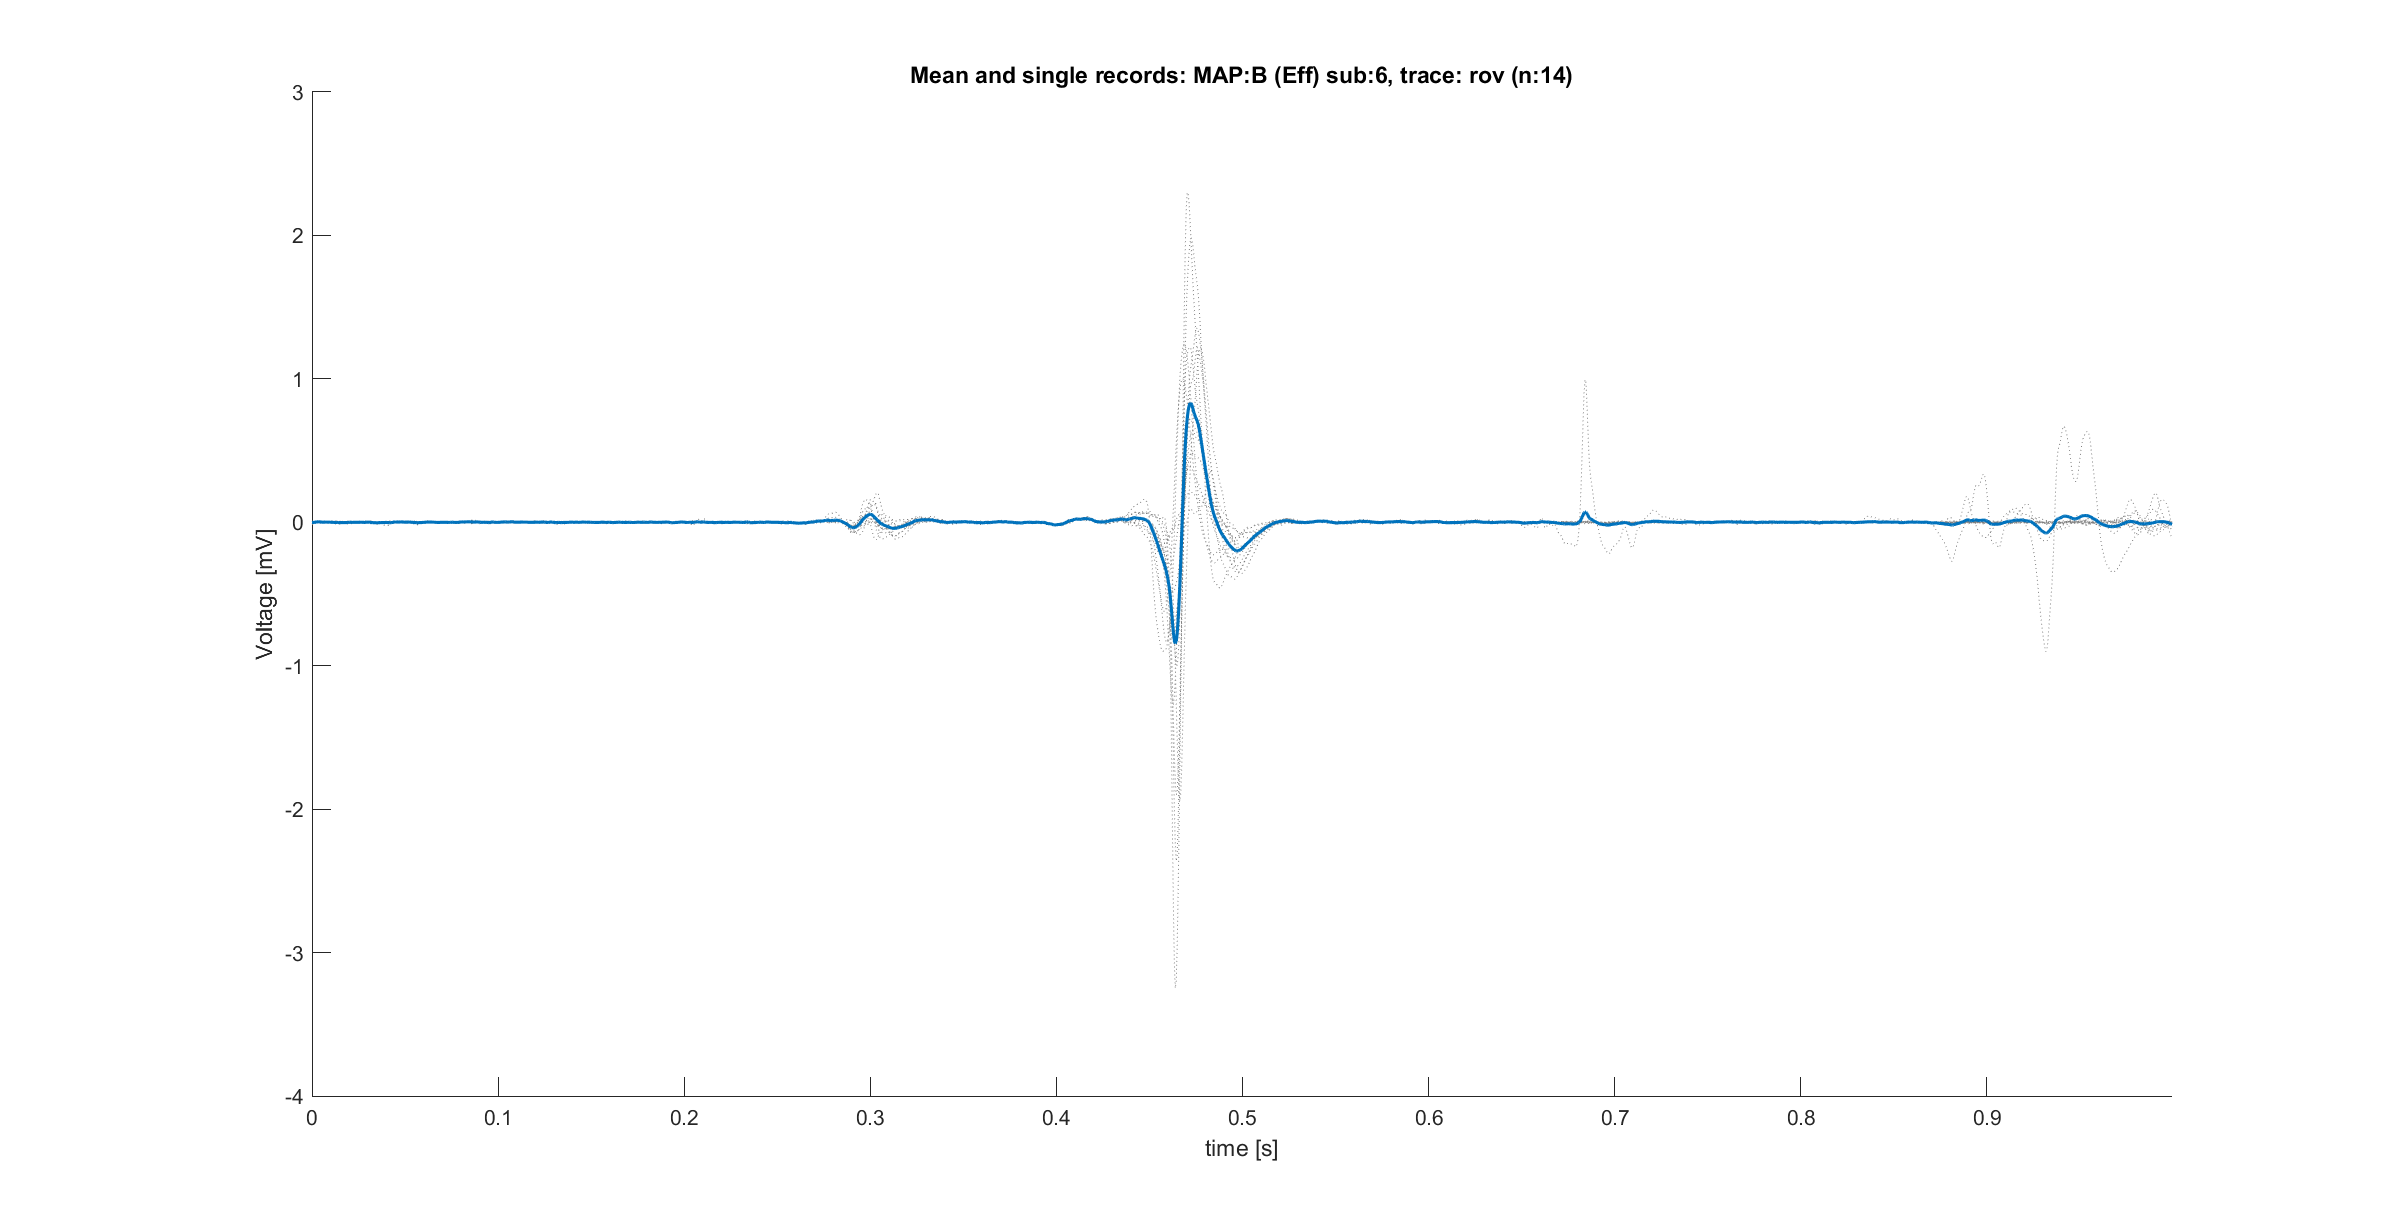 Mean and single records: MAP:B (Eff) sub:6, trace: rov (n:14)
3
2
1
0
-1
-2
-3
-4
Voltage [mV]
0 0.1 0.2 0.3 0.4 0.5 0.6 0.7 0.8 0.9
time [s]